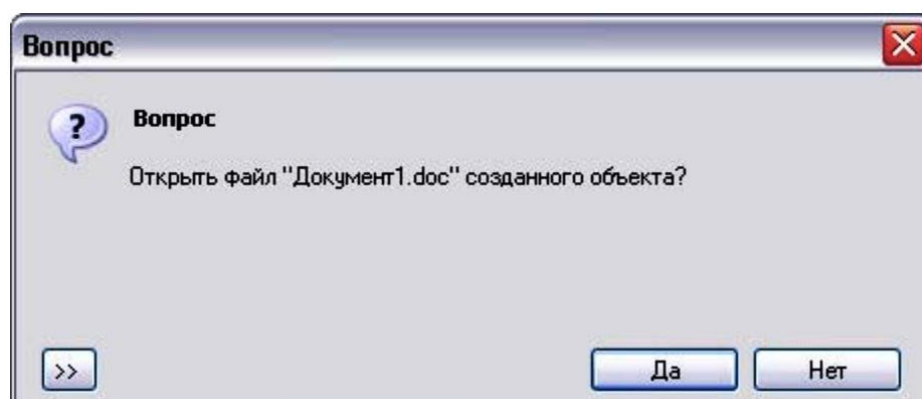 Вопрос
?
Вопрос
Открыть файл "Документ1.doc" созданного объекта?
>>
Да
Нет